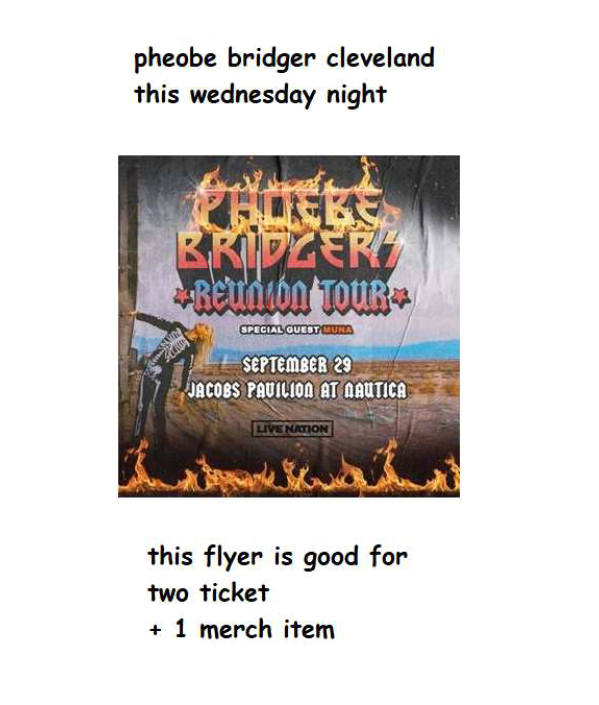 pheobe bridger cleveland
this wednesday night
PHOEBE
BRIDGERS
REUNION TOUR
SPECIAL GUEST MUNA
SEPTEMBER 29
JACOBS PAVILION AT NAUTICA
LIVE NATION
this flyer is good for
two ticket
+ 1 merch item